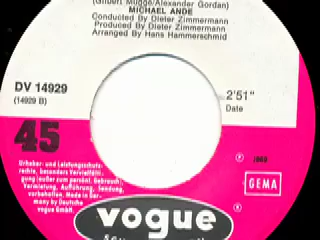 (Gilbert Mugge/Alexander Gordan)
MICHAEL ANDE
Conducted By Dieter Zimmermann
Produced By Dieter Zimmermann
Arranged By Hans Hammerschmid
DV 14929
(14929 B)
2'51"
Date
45
Urheber- und Leistungsschutz-
rechte, besonders Vervielfälti-
gung (außer zum persönl. Gebrauch),
Vermietung, Aufführung, Sendung,
vorbehalten. Made in Ger-
many by Deutsche
vogue GmbH.
℗
GEMA
vogue